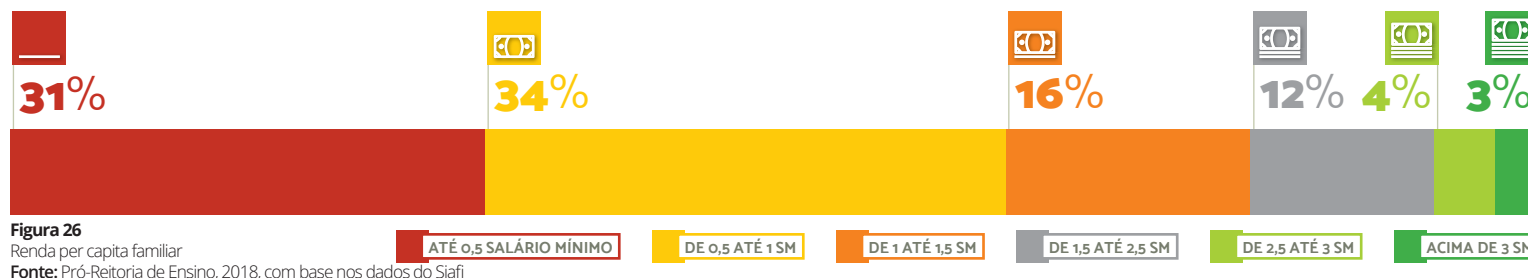 31% 34% 16% 12% 4% 3%
Figura 26
Renda per capita familiar
Fonte: Pró-Reitoria de Ensino, 2018, com base nos dados do Siafi
ATÉ 0,5 SALÁRIO MÍNIMO
DE 0,5 ATÉ 1 SM
DE 1 ATÉ 1,5 SM
DE 1,5 ATÉ 2,5 SM
DE 2,5 ATÉ 3 SM
ACIMA DE 3 SM